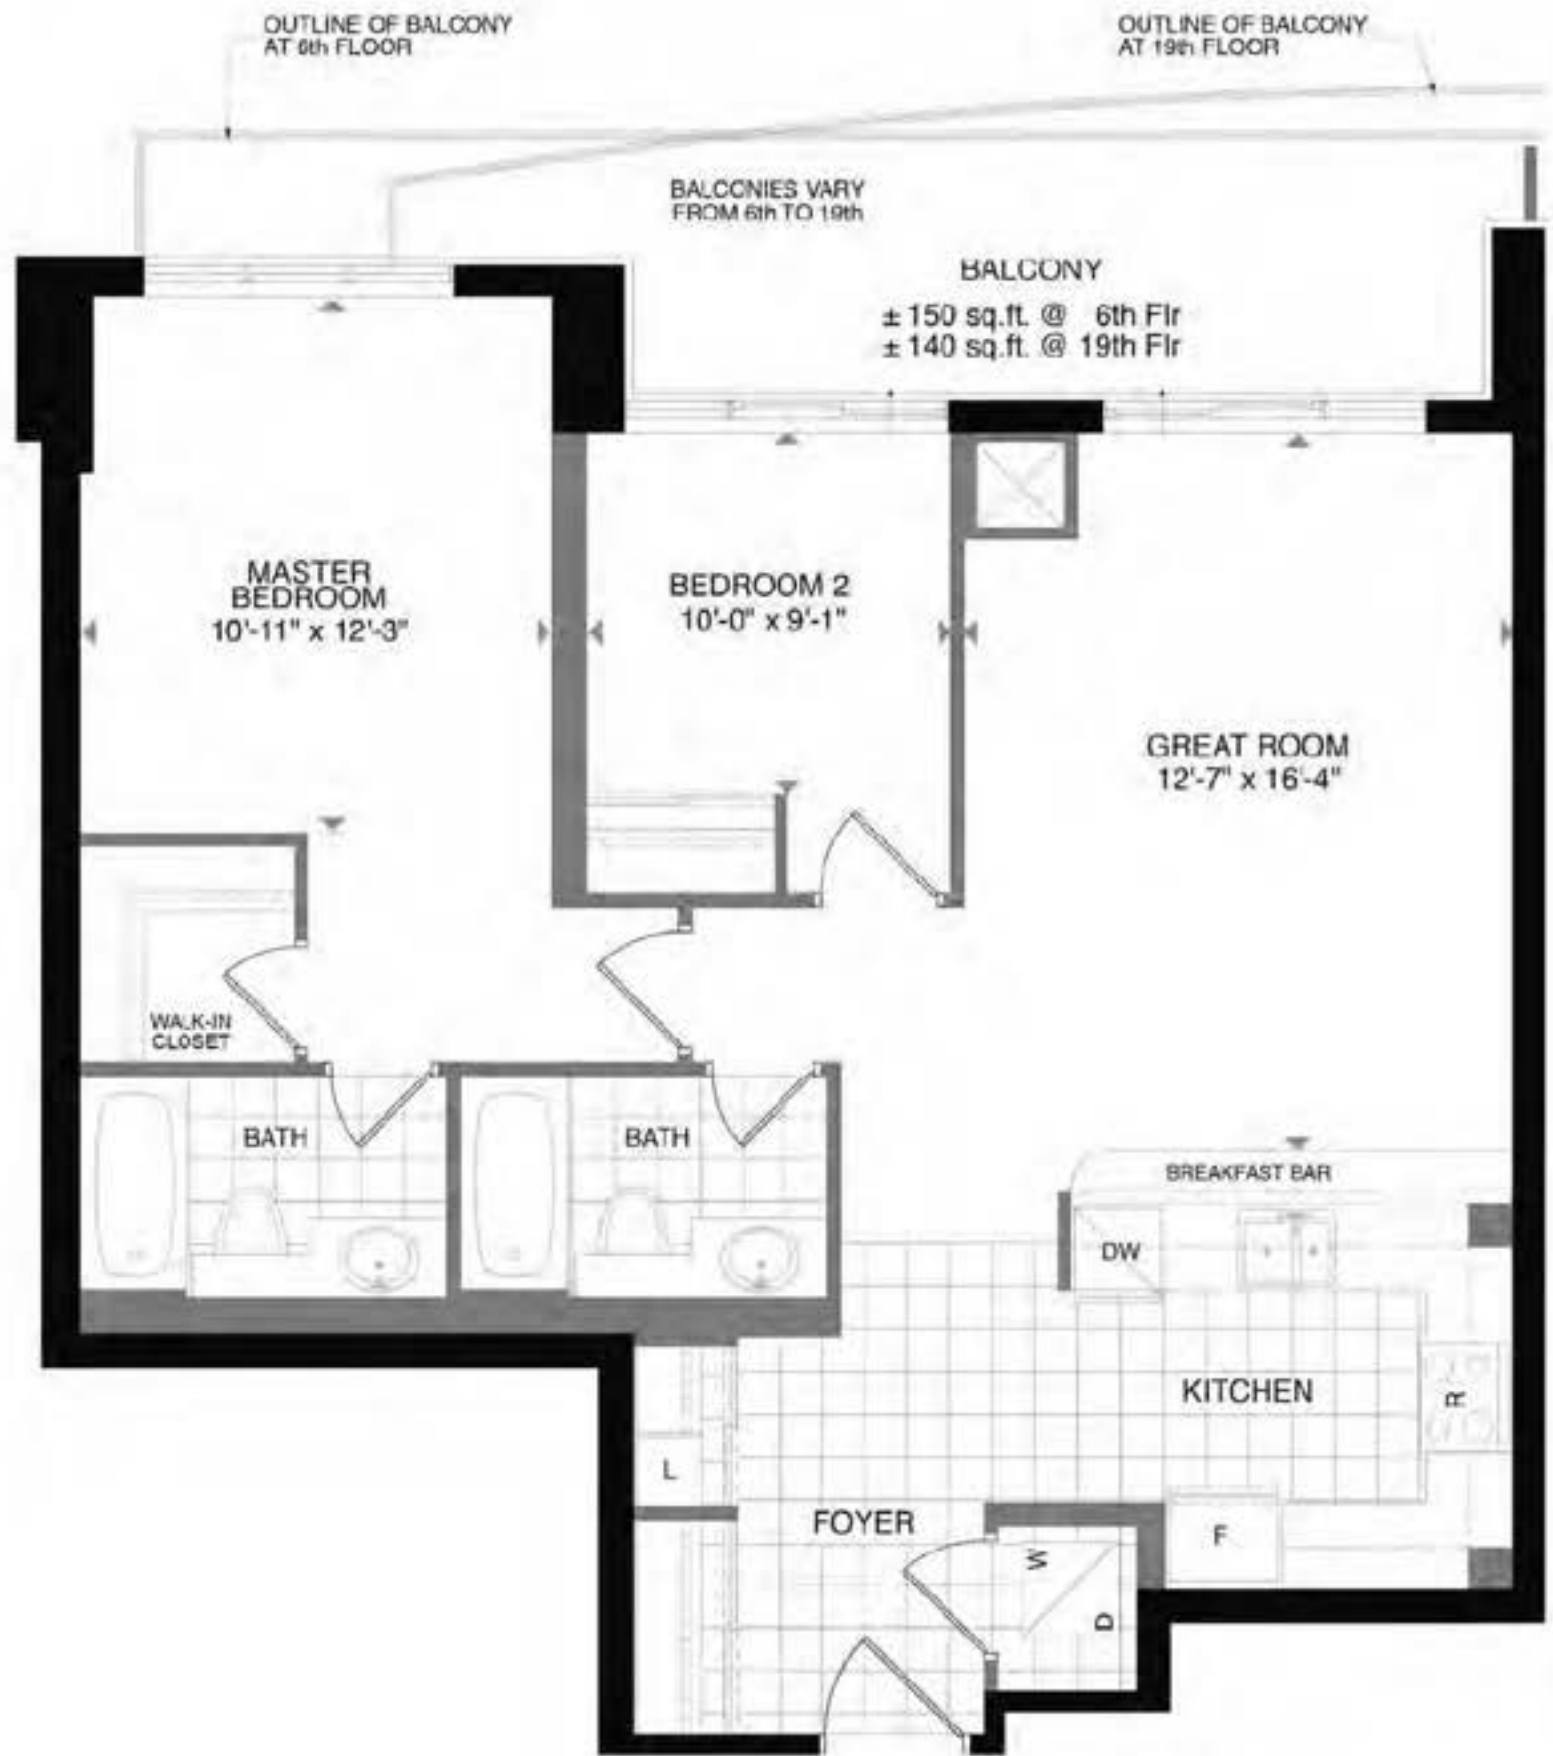 OUTLINE OF BALCONY
AT 6th FLOOR
OUTLINE OF BALCONY
AT 19th FLOOR
BALCONIES VARY
FROM 6th TO 19th
BALCONY
± 150 sq.ft. @ 6th Flr
± 140 sq.ft. @ 19th Flr
MASTER
BEDROOM
10'-11" x 12'-3"
BEDROOM 2
10'-0" x 9'-1"
GREAT ROOM
12'-7" x 16'-4"
WALK-IN
CLOSET
BATH
BATH
BREAKFAST BAR
DW
KITCHEN
R
L
FOYER
F
W
D